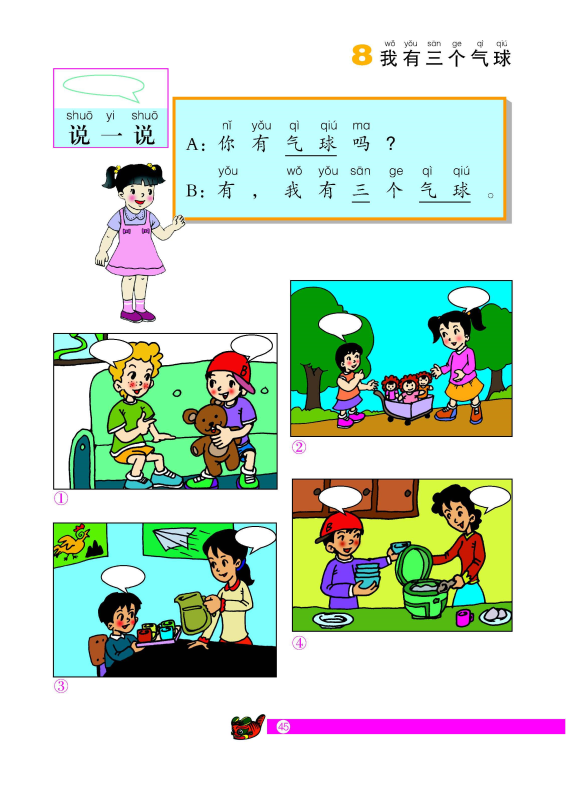 wǒ yǒu sān ge qì qiú
8 我有三个气球
shuō yi shuō
说一说
nǐ yǒu qì qiú ma
A：你有气球吗？
yǒu wǒ yǒu sān ge qì qiú
B：有，我有三个气球。
②
①
④
③
45